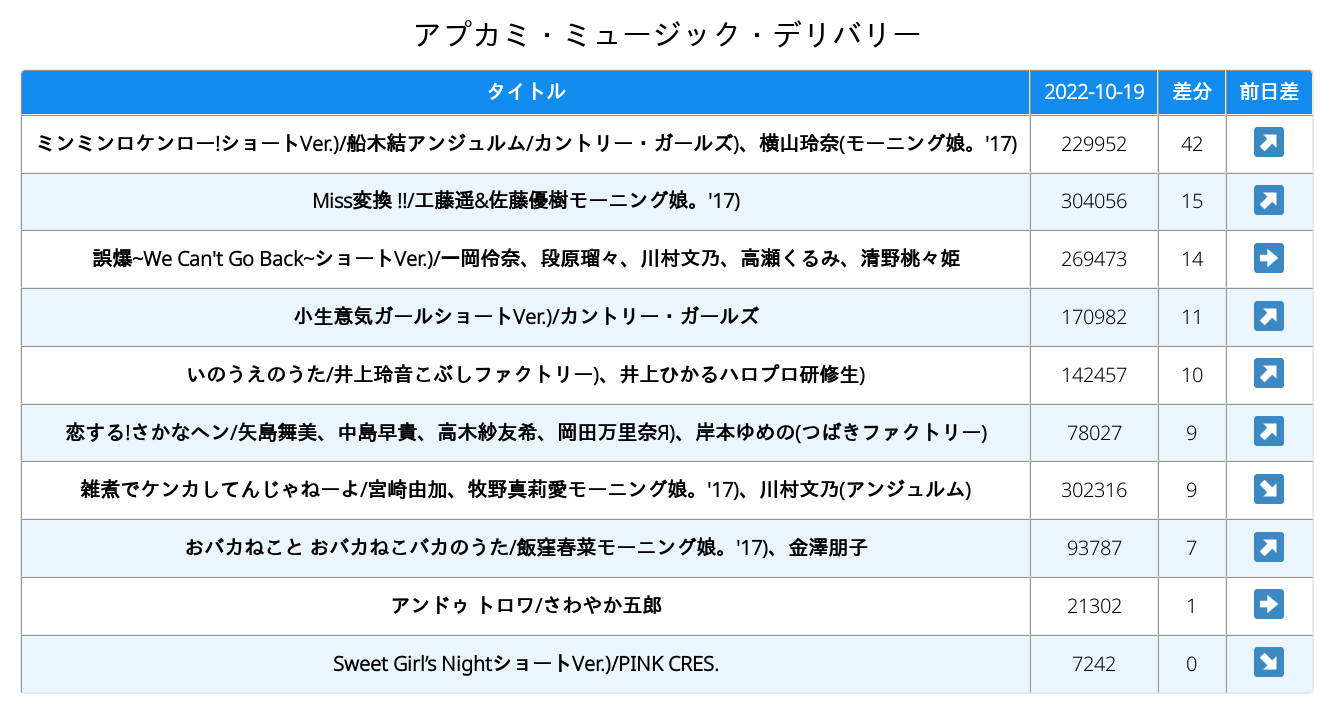 アプカミ・ミュージック・デリバリー
タイトル 2022-10-19 差分 前日差
ミンミンロケンロー!ショートVer.)/船木結アンジュルム/カントリー・ガールズ)、横山玲奈(モーニング娘。'17) 229952 42
Miss変換 !!/工藤遥&佐藤優樹モーニング娘。'17) 304056 15
誤爆~We Can't Go Back~ショートVer.)/一岡伶奈、段原瑠々、川村文乃、高瀬くるみ、清野桃々姫 269473 14
小生意気ガールショートVer.)/カントリー・ガールズ 170982 11
いのうえのうた/井上玲音こぶしファクトリー)、井上ひかるハロプロ研修生) 142457 10
恋する!さかなヘン/矢島舞美、中島早貴、高木紗友希、岡田万里奈Я)、岸本ゆめの(つばきファクトリー) 78027 9
雑煮でケンカしてんじゃねーよ/宮崎由加、牧野真莉愛モーニング娘。'17)、川村文乃(アンジュルム) 302316 9
おバカねこと おバカねこバカのうた/飯窪春菜モーニング娘。'17)、金澤朋子 93787 7
アンドゥ トロワ/さわやか五郎 21302 1
Sweet Girl’s NightショートVer.)/PINK CRES. 7242 0